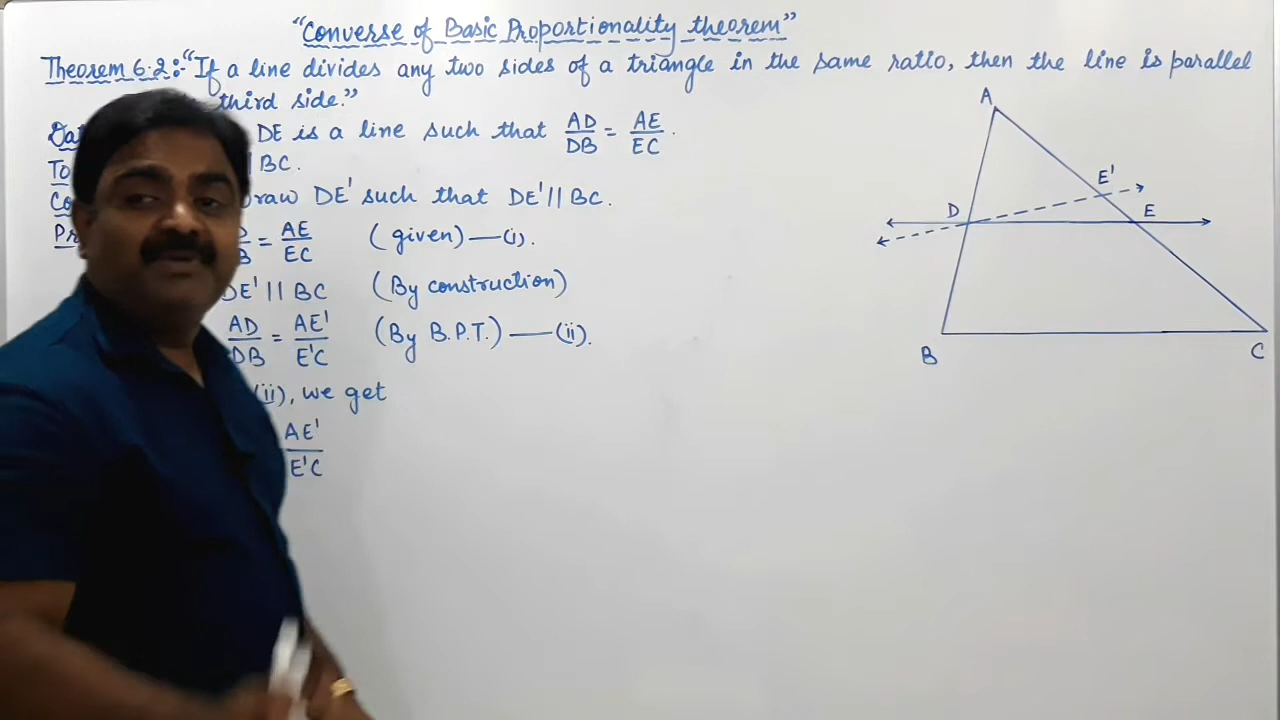 "Converse of Basic Proportionality theorem"
Theorem 6.2:- "If a line divides any two sides of a triangle in the same ratio, then the line is parallel
third side."
DE is a line such that AD/DB = AE/EC.
To BC.
Draw DE' such that DE' || BC.
= AE/EC (given) — (i).
DE' || BC (By construction)
AD/DB = AE'/E'C (By B.P.T.) — (ii).
(ii), we get
AE'/E'C
A
E'
D
E
B
C